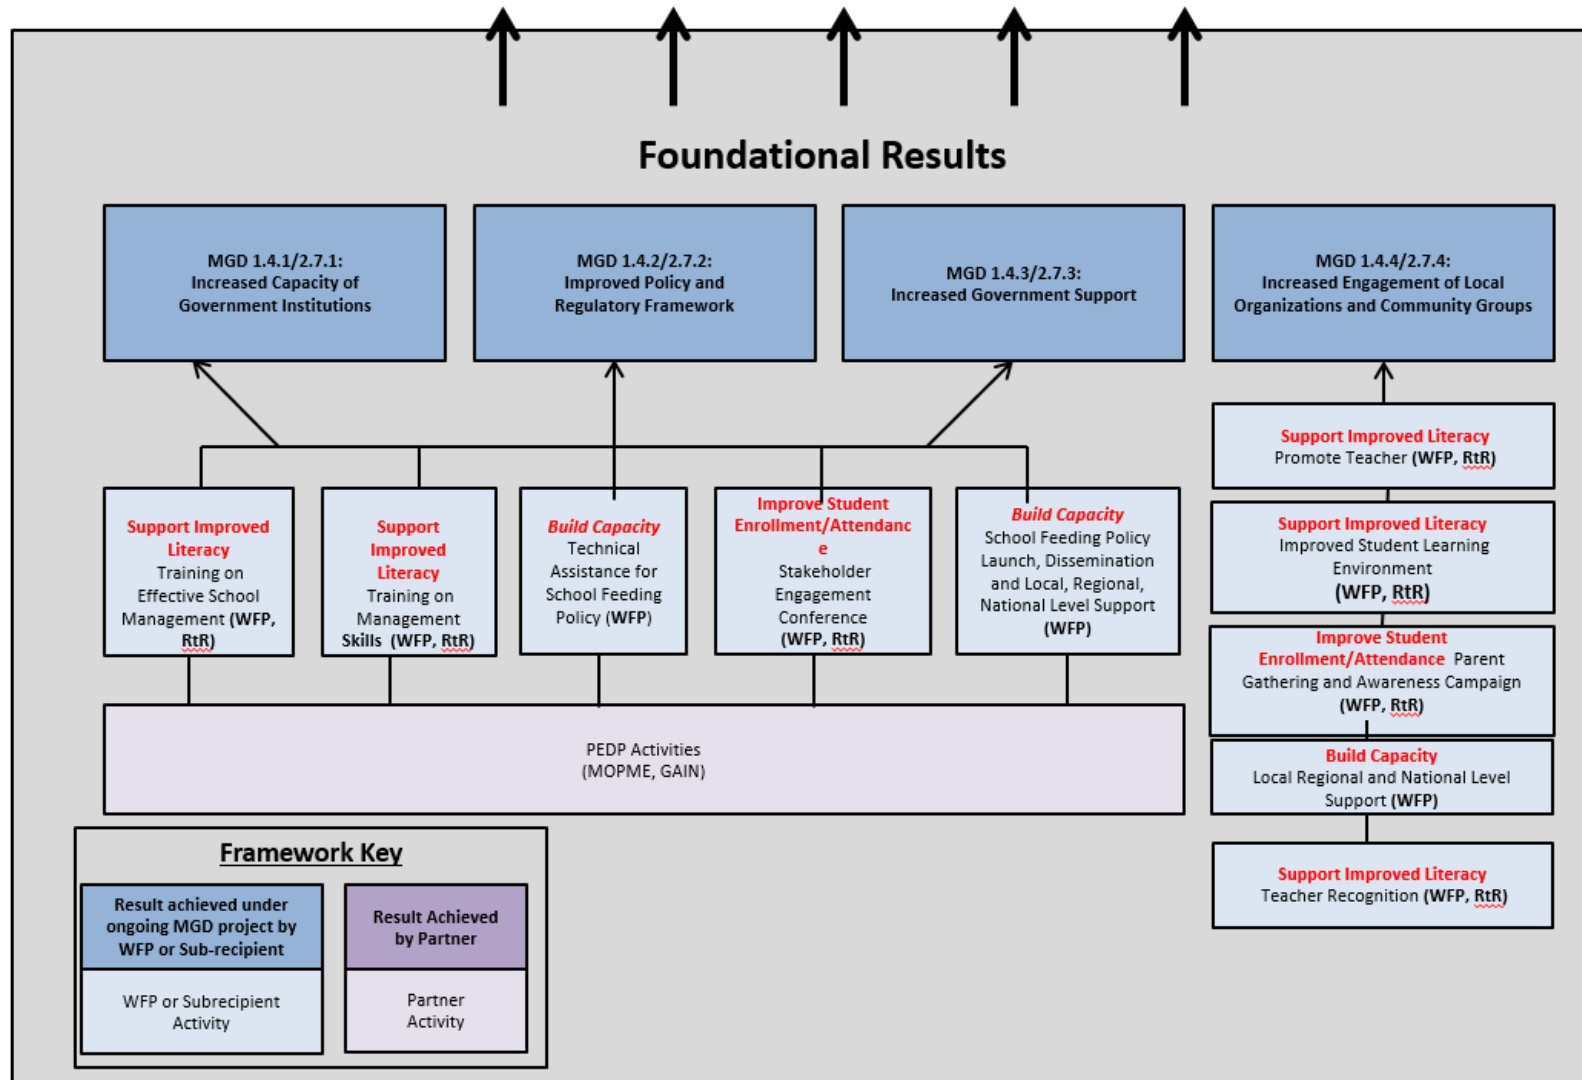 Foundational Results
MGD 1.4.1/2.7.1:
Increased Capacity of
Government Institutions
MGD 1.4.2/2.7.2:
Improved Policy and
Regulatory Framework
MGD 1.4.3/2.7.3:
Increased Government Support
MGD 1.4.4/2.7.4:
Increased Engagement of Local
Organizations and Community Groups
Support Improved
Literacy
Training on
Effective School
Management (WFP,
RtR)
Support
Improved
Literacy
Training on
Management
Skills (WFP, RtR)
Build Capacity
Technical
Assistance for
School Feeding
Policy (WFP)
Improve Student
Enrollment/Attendanc
e
Stakeholder
Engagement
Conference
(WFP, RtR)
Build Capacity
School Feeding Policy
Launch, Dissemination
and Local, Regional,
National Level Support
(WFP)
Support Improved Literacy
Promote Teacher (WFP, RtR)
Support Improved Literacy
Improved Student Learning
Environment
(WFP, RtR)
Improve Student
Enrollment/Attendance Parent
Gathering and Awareness Campaign
(WFP, RtR)
Build Capacity
Local Regional and National Level
Support (WFP)
Support Improved Literacy
Teacher Recognition (WFP, RtR)
PEDP Activities
(MOPME, GAIN)
Framework Key
Result achieved under
ongoing MGD project by
WFP or Sub-recipient
Result Achieved
by Partner
WFP or Subrecipient
Activity
Partner
Activity